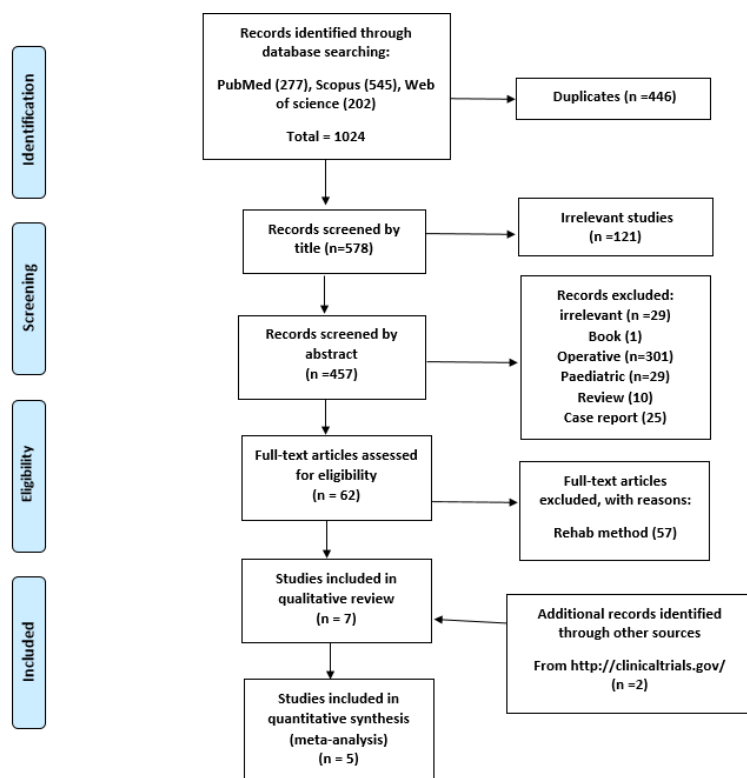 Identification
Records identified through
database searching:
PubMed (277), Scopus (545), Web
of science (202)
Total = 1024
Duplicates (n =446)
Screening
Records screened by
title (n=578)
Irrelevant studies
(n =121)
Records screened by
abstract
(n =457)
Records excluded:
irrelevant (n =29)
Book (1)
Operative (n=301)
Paediatric (n=29)
Review (10)
Case report (25)
Eligibility
Full-text articles assessed
for eligibility
(n = 62)
Full-text articles
excluded, with reasons:
Rehab method (57)
Included
Studies included in
qualitative review
(n = 7)
Additional records identified
through other sources
From http://clinicaltrials.gov/
(n =2)
Studies included in
quantitative synthesis
(meta-analysis)
(n = 5)